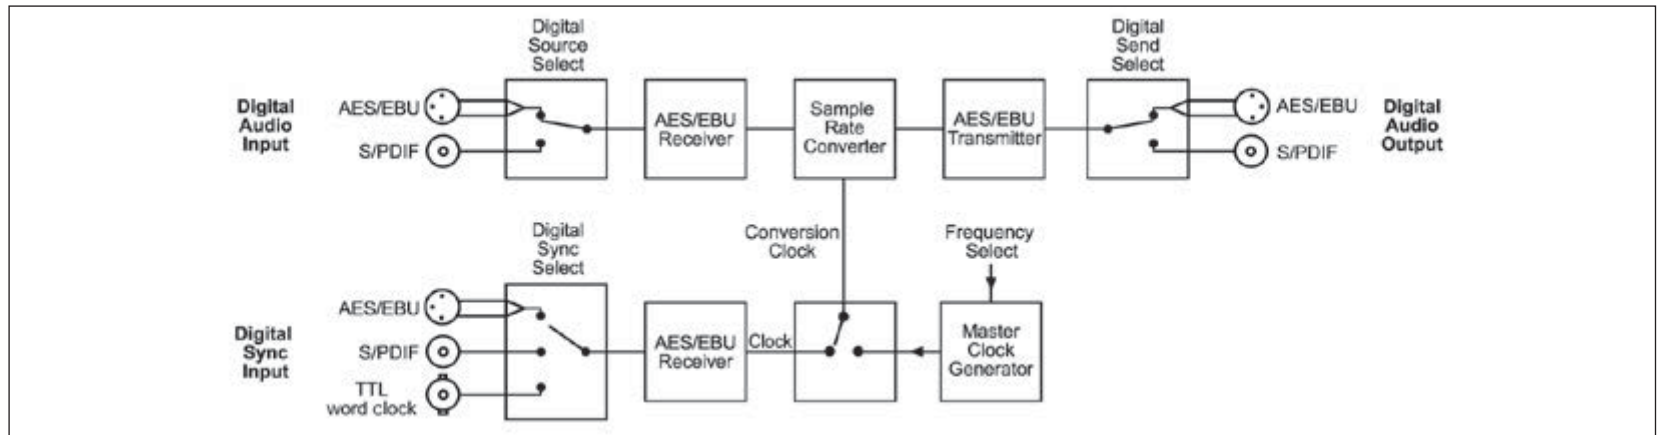 Digital
Source
Select
Digital
Send
Select
Digital
Audio
Input
AES/EBU
S/PDIF
AES/EBU
Receiver
Sample
Rate
Converter
AES/EBU
Transmitter
AES/EBU
S/PDIF
Digital
Audio
Output
Digital
Sync
Select
Conversion
Clock
Frequency
Select
Digital
Sync
Input
AES/EBU
S/PDIF
TTL
word clock
AES/EBU
Receiver
Clock
Master
Clock
Generator